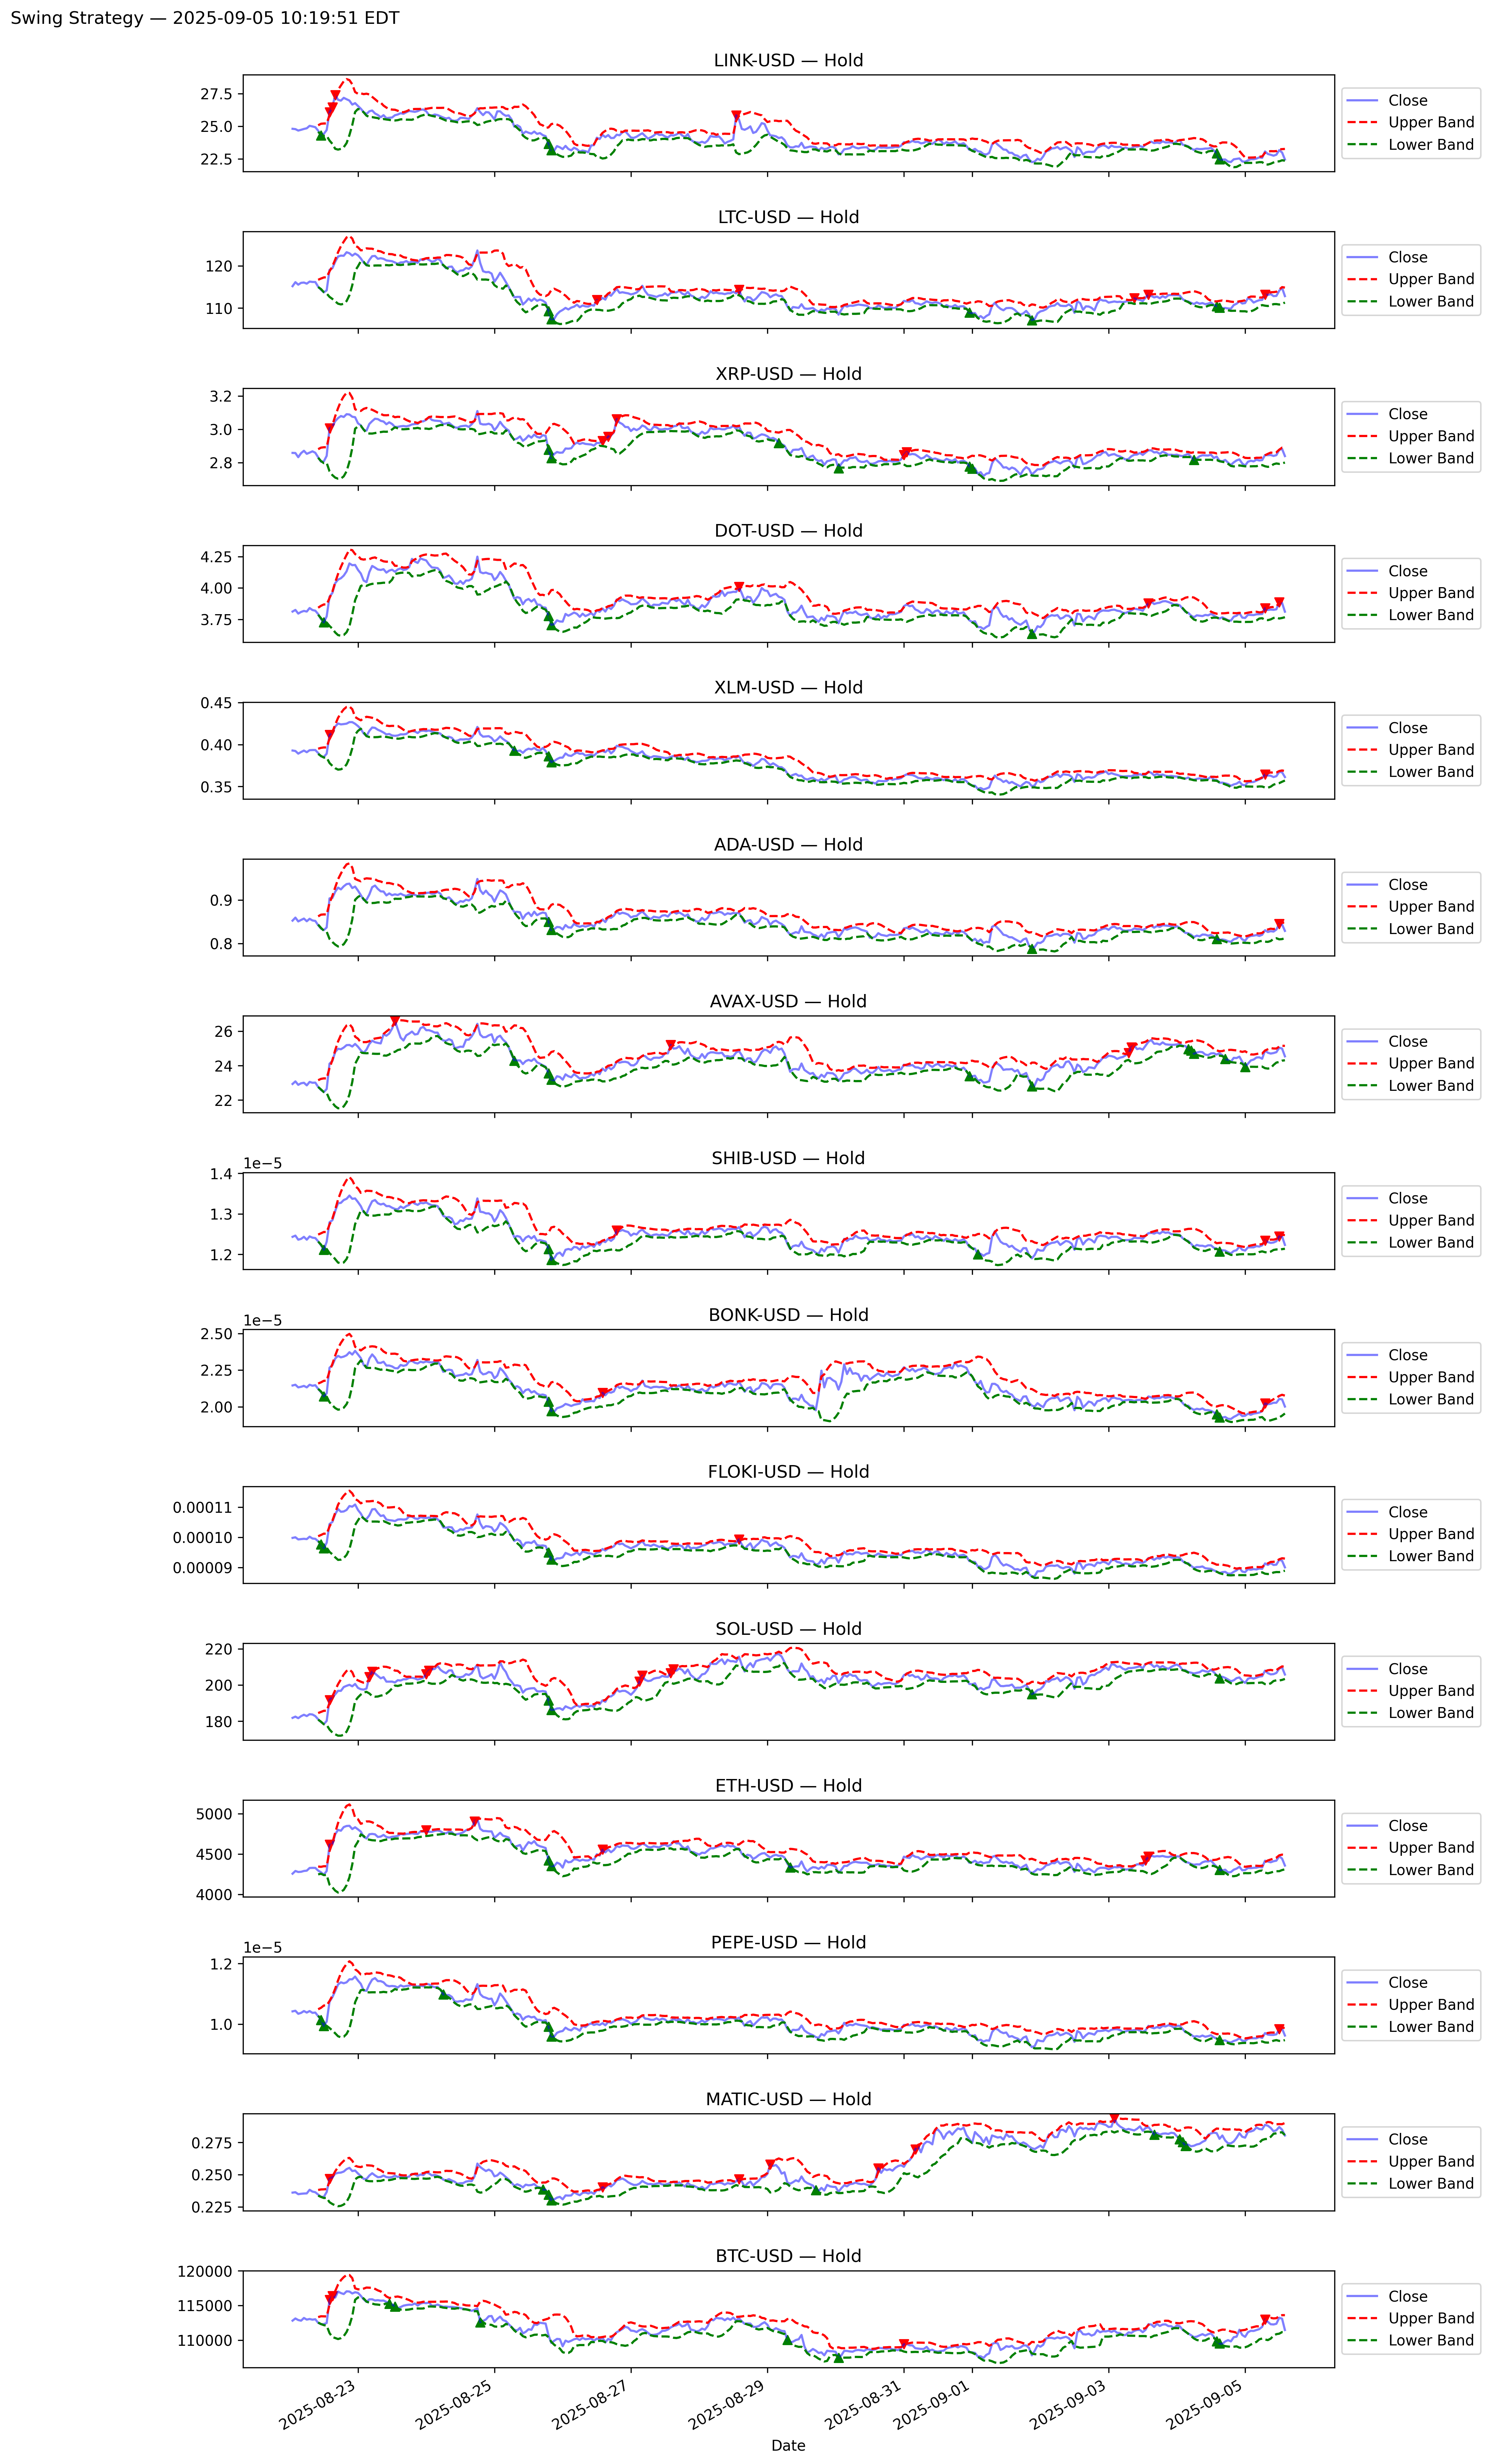 Swing Strategy — 2025-09-05 10:19:51 EDT
LINK-USD — Hold
27.5
25.0
22.5
Close
Upper Band
Lower Band
LTC-USD — Hold
120
110
Close
Upper Band
Lower Band
XRP-USD — Hold
3.2
3.0
2.8
Close
Upper Band
Lower Band
DOT-USD — Hold
4.25
4.00
3.75
Close
Upper Band
Lower Band
XLM-USD — Hold
0.45
0.40
0.35
Close
Upper Band
Lower Band
ADA-USD — Hold
0.9
0.8
Close
Upper Band
Lower Band
AVAX-USD — Hold
26
24
22
Close
Upper Band
Lower Band
SHIB-USD — Hold
1e−5
1.4
1.3
1.2
Close
Upper Band
Lower Band
BONK-USD — Hold
1e−5
2.50
2.25
2.00
Close
Upper Band
Lower Band
FLOKI-USD — Hold
0.00011
0.00010
0.00009
Close
Upper Band
Lower Band
SOL-USD — Hold
220
200
180
Close
Upper Band
Lower Band
ETH-USD — Hold
5000
4500
4000
Close
Upper Band
Lower Band
PEPE-USD — Hold
1e−5
1.2
1.0
Close
Upper Band
Lower Band
MATIC-USD — Hold
0.275
0.250
0.225
Close
Upper Band
Lower Band
BTC-USD — Hold
120000
115000
110000
Close
Upper Band
Lower Band
2025-08-23
2025-08-25
2025-08-27
2025-08-29
2025-08-31
2025-09-01
2025-09-03
2025-09-05
Date